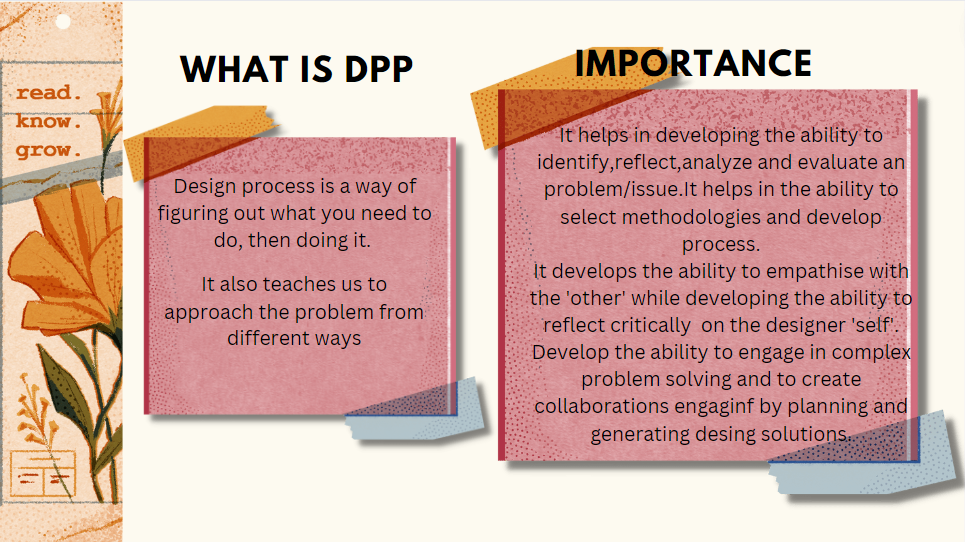 read.
know.
grow.
WHAT IS DPP
Design process is a way of
figuring out what you need to
do, then doing it.
It also teaches us to
approach the problem from
different ways
IMPORTANCE
It helps in developing the ability to
identify,reflect,analyze and evaluate an
problem/issue.It helps in the ability to
select methodologies and develop
process.
It develops the ability to empathise with
the 'other' while developing the ability to
reflect critically  on the designer 'self'.
Develop the ability to engage in complex
problem solving and to create
collaborations engaginf by planning and
generating desing solutions.